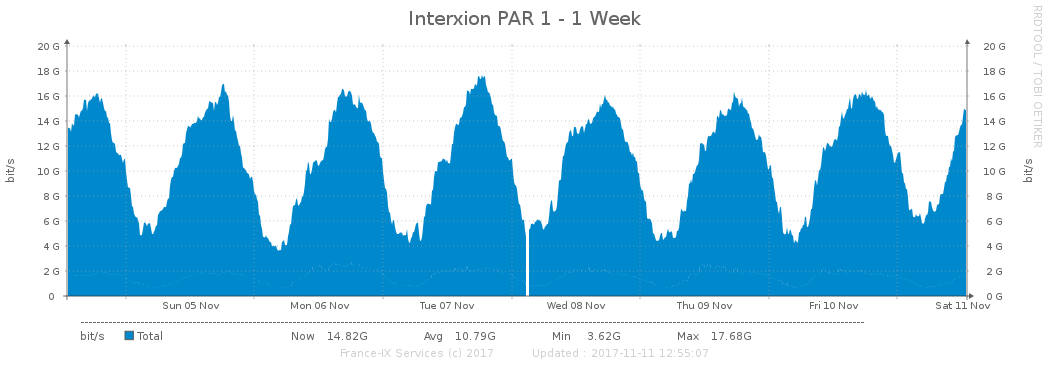 Interxion PAR 1 - 1 Week
RRDTOOL / TOBI OETIKER
20 G 20 G
18 G 18 G
16 G 16 G
14 G 14 G
12 G 12 G
10 G 10 G
8 G 8 G
6 G 6 G
4 G 4 G
2 G 2 G
0 0 G
bit/s bit/s
Sun 05 Nov Mon 06 Nov Tue 07 Nov Wed 08 Nov Thu 09 Nov Fri 10 Nov Sat 11 Nov
bit/s Total Now 14.82G Avg 10.79G Min 3.62G Max 17.68G
France-IX Services (c) 2017 Updated : 2017-11-11 12:55:07